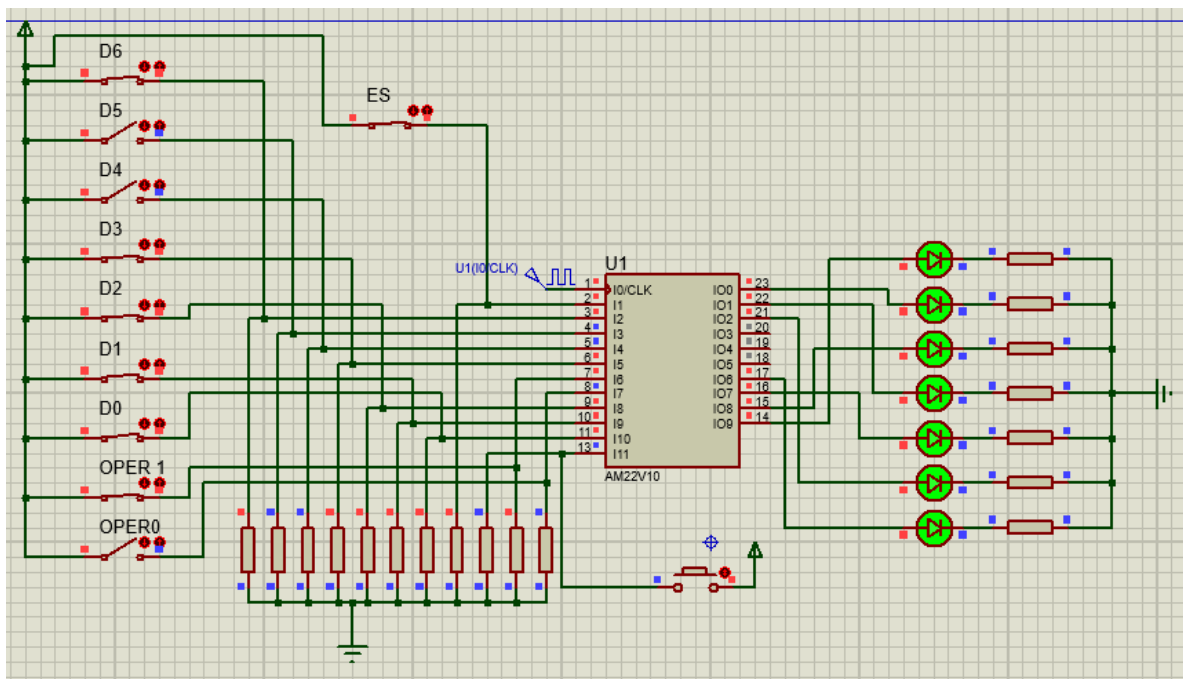 D6
D5
D4
D3
D2
D1
D0
OPER 1
OPER0
ES
U1(I0/CLK)
U1
1 I0/CLK IO0 23
2 I1 IO1 22
3 I2 IO2 21
4 I3 IO3 20
5 I4 IO4 19
6 I5 IO5 18
7 I6 IO6 17
8 I7 IO7 16
9 I8 IO8 15
10 I9 IO9 14
11 I10
13 I11
AM22V10